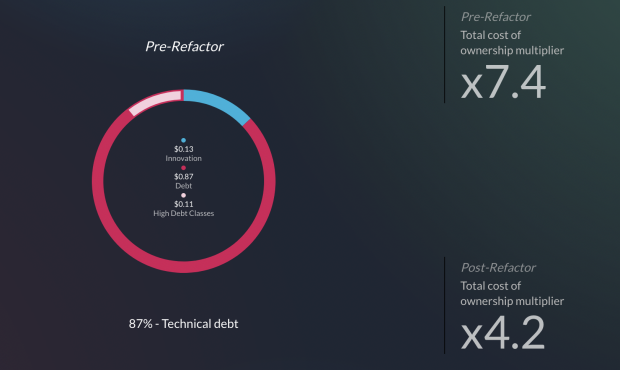 Pre-Refactor
$0.13
Innovation
$0.87
Debt
$0.11
High Debt Classes
87% - Technical debt
Pre-Refactor
Total cost of
ownership multiplier
x7.4
Post-Refactor
Total cost of
ownership multiplier
x4.2